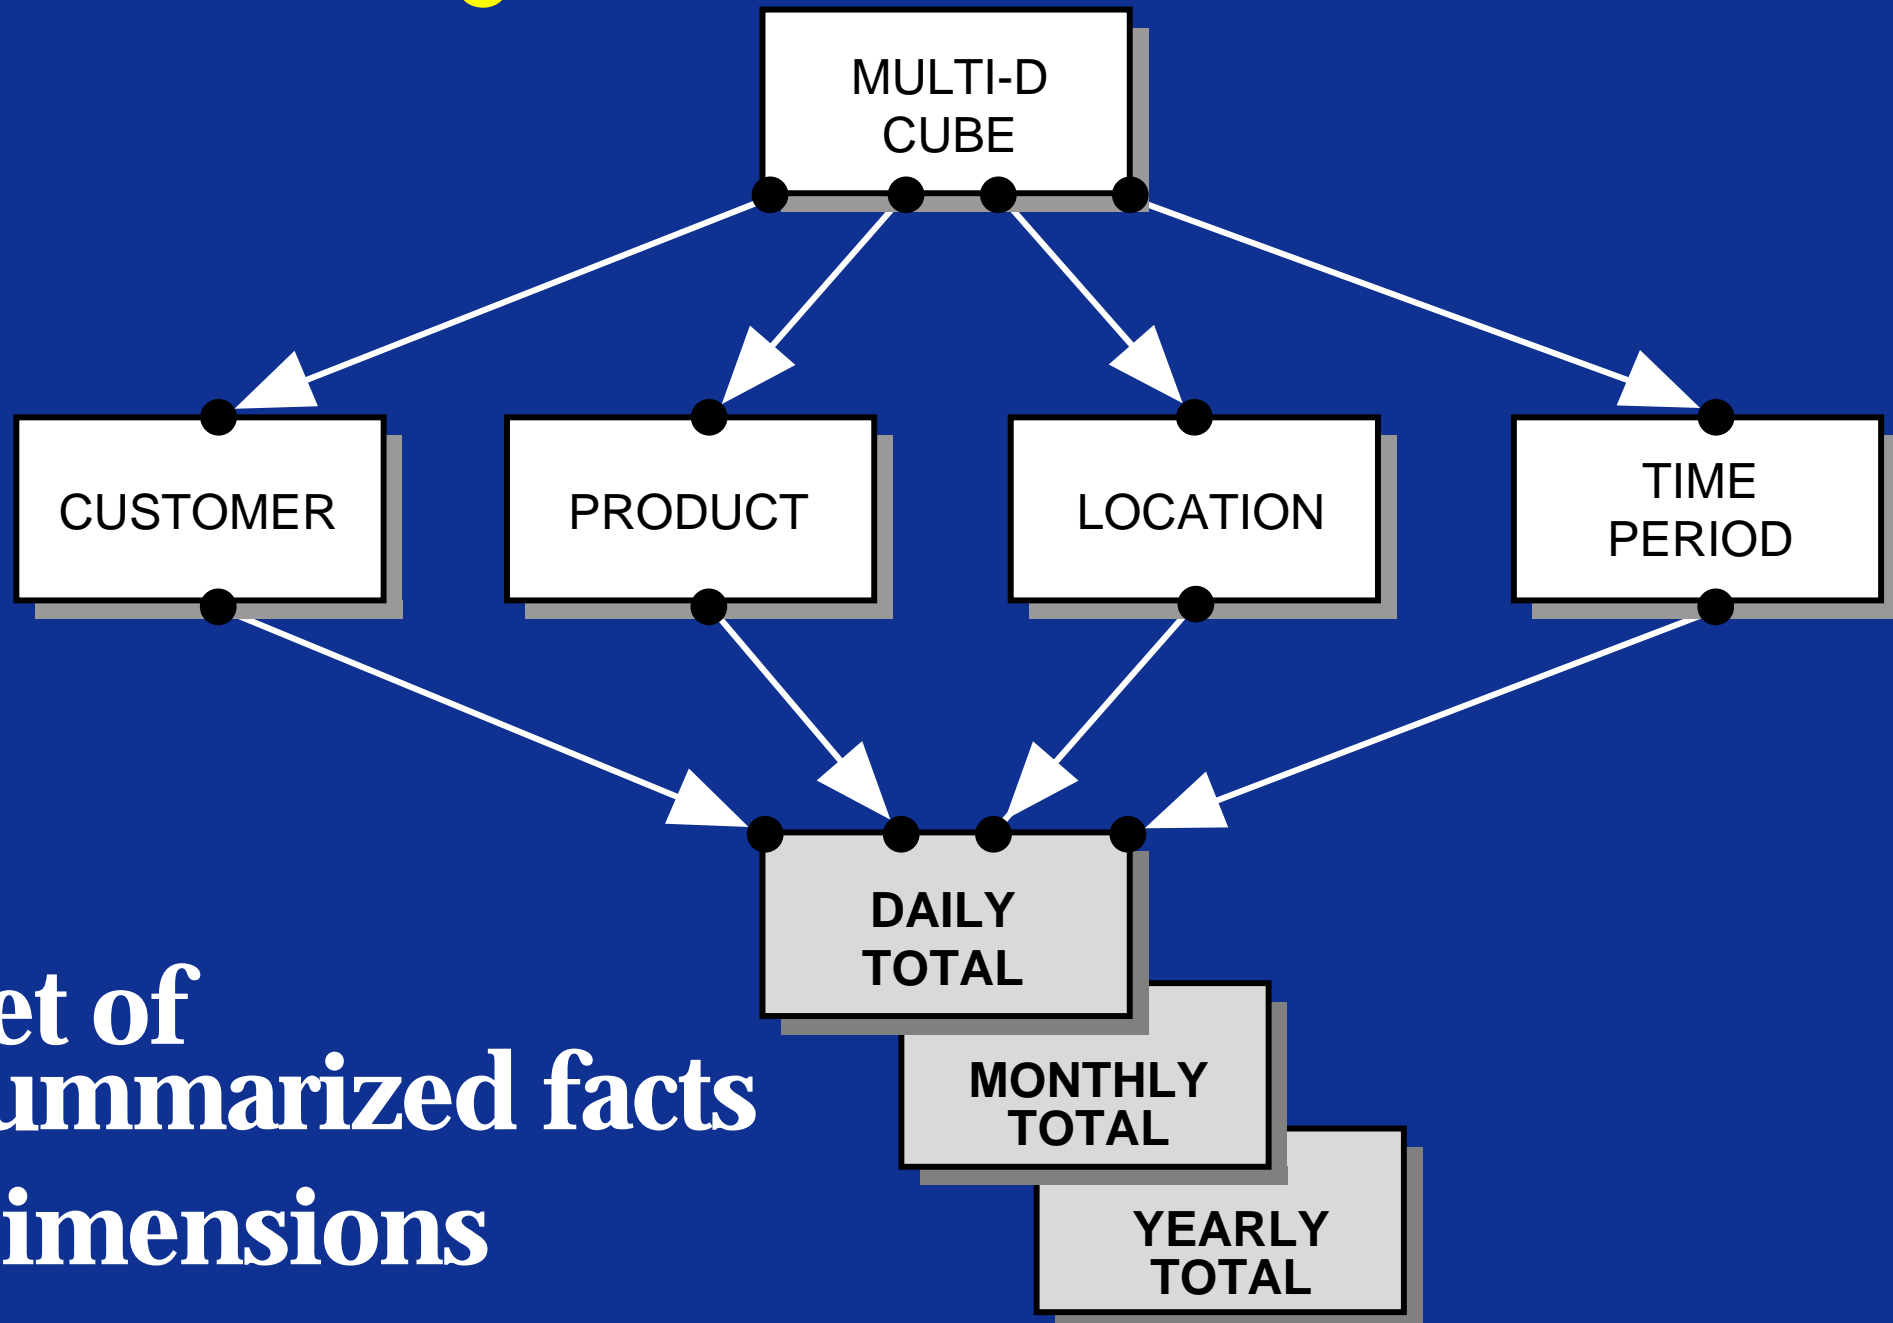 MULTI-D
CUBE
CUSTOMER
PRODUCT
LOCATION
TIME
PERIOD
DAILY
TOTAL
MONTHLY
TOTAL
YEARLY
TOTAL
et of
ummarized facts
imensions